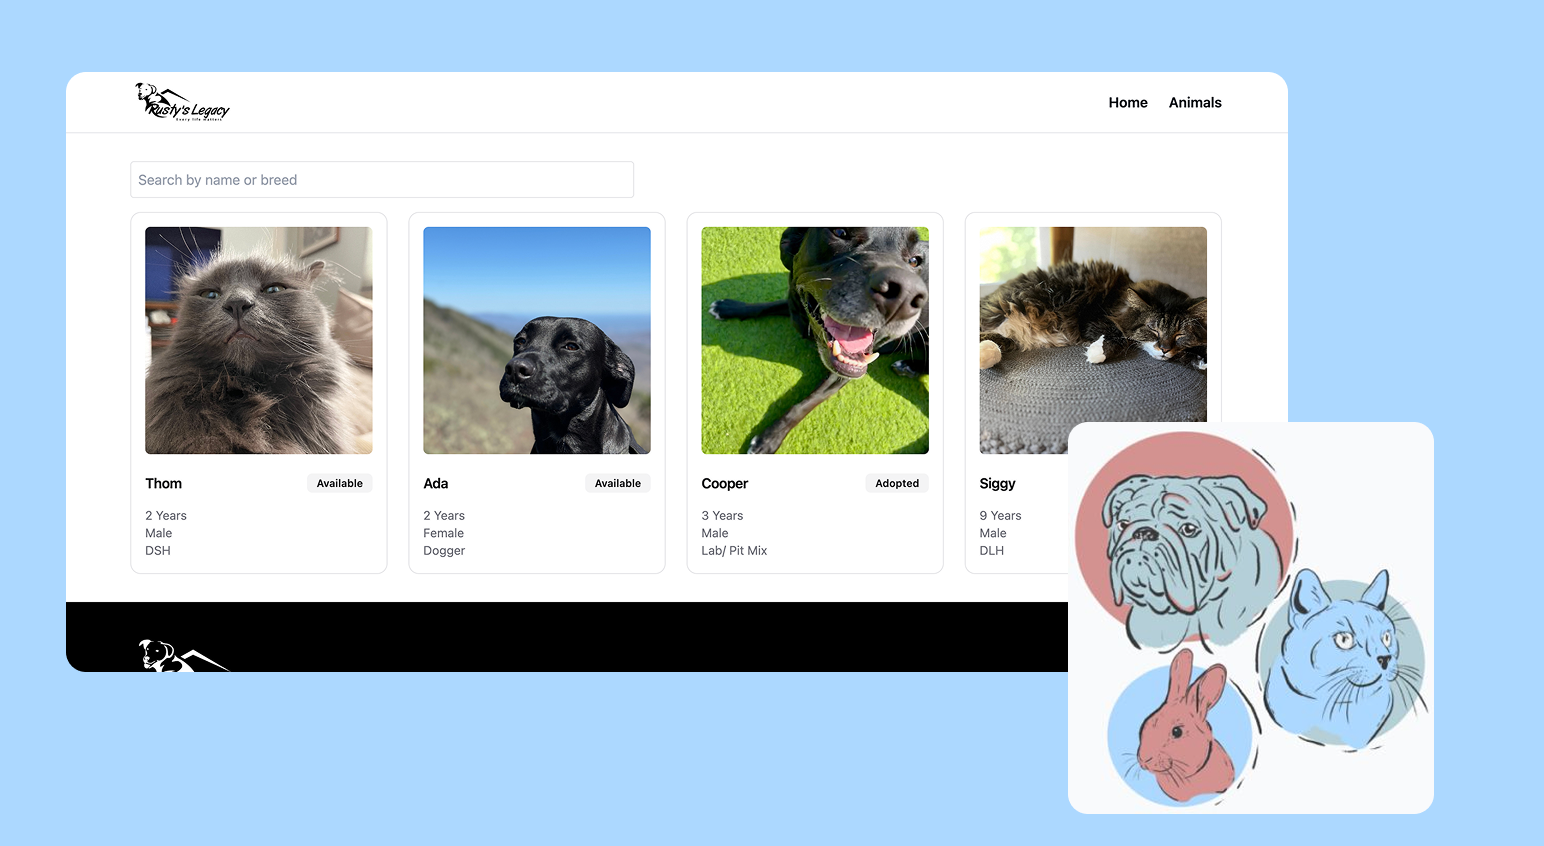 Rusty's Legacy
Every life matters
Home Animals
Search by name or breed
Thom Available
2 Years
Male
DSH
Ada Available
2 Years
Female
Dogger
Cooper Adopted
3 Years
Male
Lab/ Pit Mix
Siggy
9 Years
Male
DLH